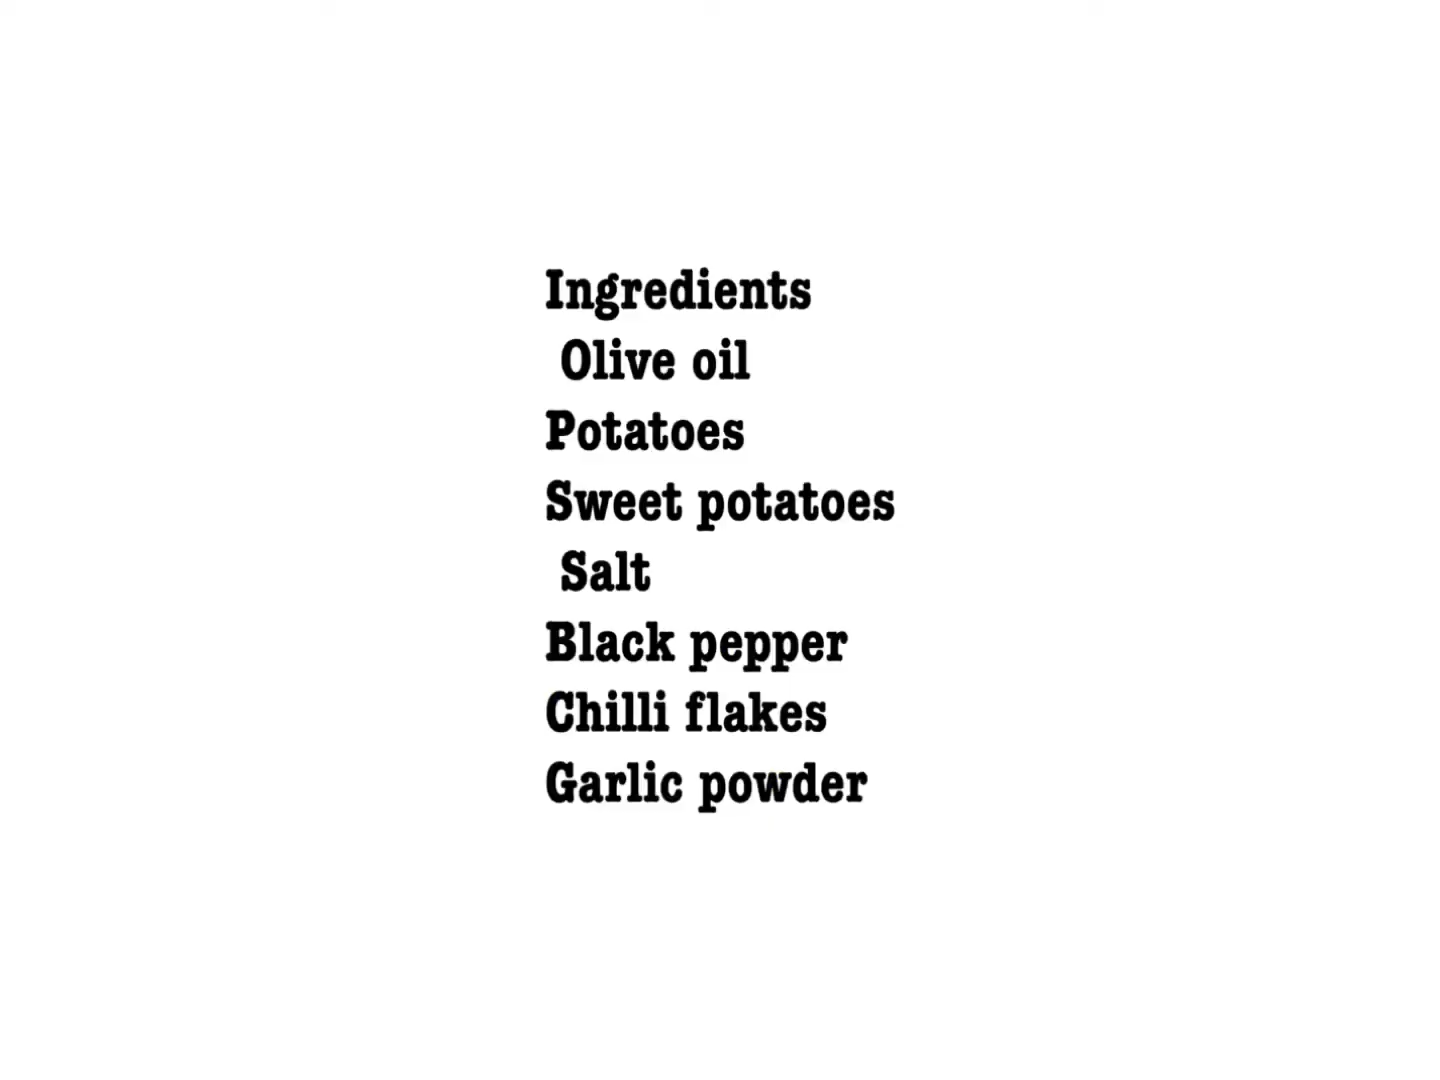 Ingredients
Olive oil
Potatoes
Sweet potatoes
Salt
Black pepper
Chilli flakes
Garlic powder